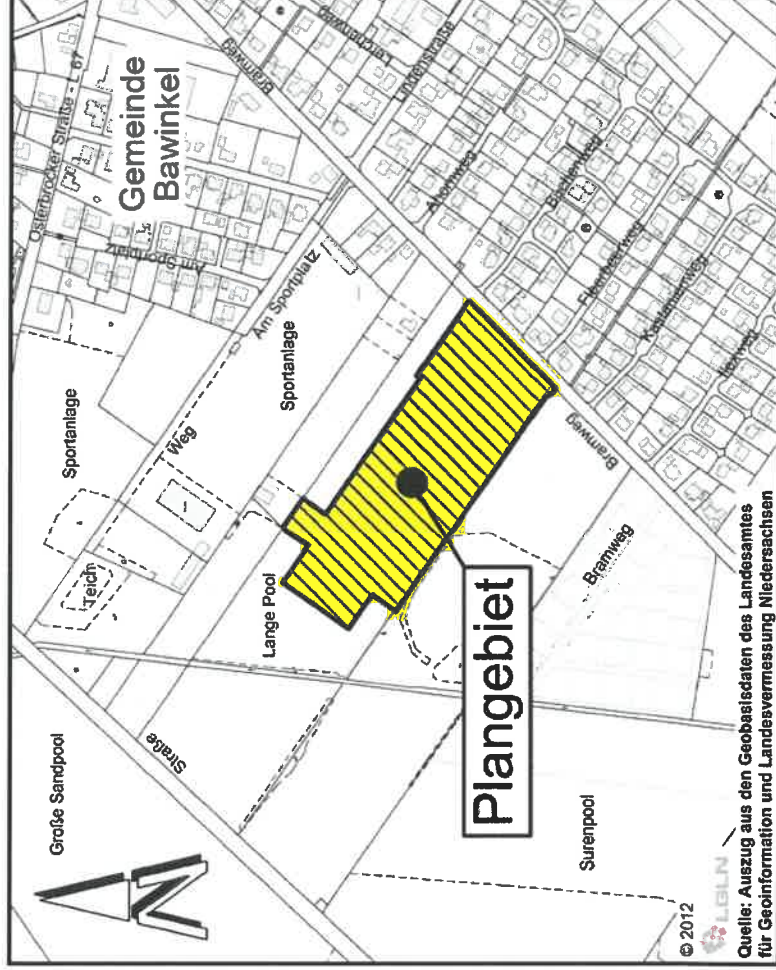 Osterbrocker Straße - L 67
Gemeinde
Bawinkel
Bramweg
Lerchenweg
Lindenstraße
Am Sportplatz
Sportanlage
Am Sportplatz
Weg
Sportanlage
Teich
Ahornweg
Lange Pool
Große Sandpool
Straße
Kastanienweg
Bramweg
Plangebiet
Bramweg
Surenpool
© 2012
LGLN
Quelle: Auszug aus den Geobasisdaten des Landesamtes
für Geoinformation und Landesvermessung Niedersachsen